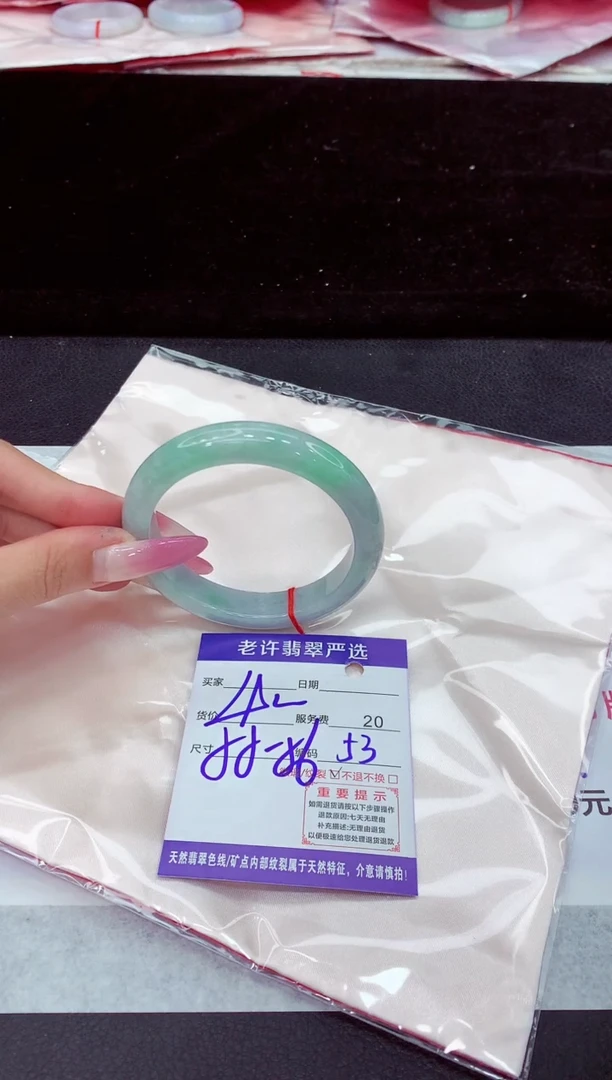 老许翡翠严选
买家 日期
货价 服务费 20
尺寸 编码 53
纹裂☑不退不换□
重要提示
如需退货请按以下步骤操作
退款原因:七天无理由
补充描述:无理由退货
以便极速给您处理退货退款
天然翡翠色线/矿点内部纹裂属于天然特征，介意请慎拍!
元